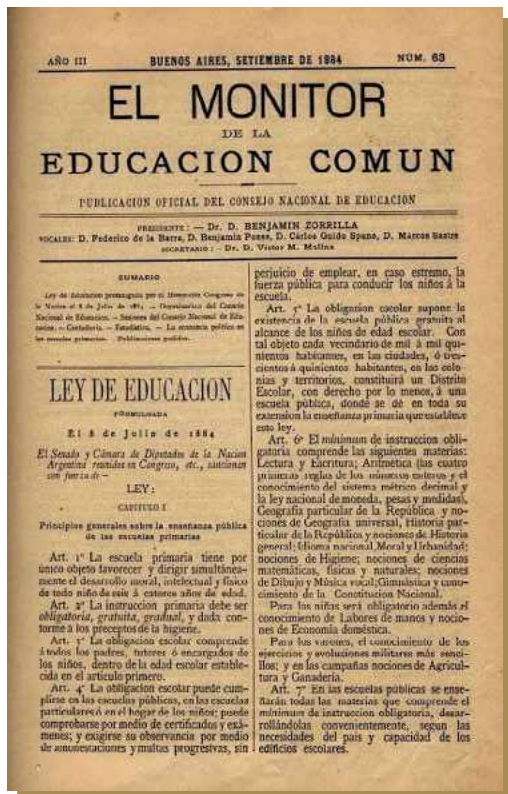 AÑO III
BUENOS AIRES, SETIEMBRE DE 1884
NÚM. 63
EL MONITOR
DE LA
EDUCACION COMUN
PUBLICACION OFICIAL DEL CONSEJO NACIONAL DE EDUCACION
PRESIDENTE: — Dr. D. BENJAMIN ZORRILLA
VOCALES: D. Federico de la Barra, D. Benjamin Posse, D. Cárlos Guido Spano, D. Marcos Sastre
SECRETARIO: - Dr. D. Victor M. Molina
SUMARIO
Ley de Educacion promulgada por el Honorable Congreso de
la Nacion el 8 de Julio de 1884. — Organizacion del Consejo
Nacional de Educacion. — Sesiones del Consejo Nacional de Edu-
cacion. — Contaduría. — Estadística. — La economía política en
las escuelas primarias. Publicaciones pedidas.
LEY DE EDUCACION
El 8 de Julio de 1884
El Senado y Cámara de Diputados de la Nacion
Argentina reunidos en Congreso, etc., sancionan
con fuerza de —
LEY:
CAPITULO I
Principios generales sobre la enseñanza pública
de las escuelas primarias
Art. 1º La escuela primaria tiene por
único objeto favorecer y dirigir simultánea-
mente el desarrollo moral, intelectual y físico
de todo niño de seis á catorce años de edad.
Art. 2º La instruccion primaria debe ser
obligatoria, gratuita, gradual, y dada con-
forme á los preceptos de la higiene.
Art. 3º La obligacion escolar comprende
á todos los padres, tutores ó encargados de
los niños, dentro de la edad escolar estable-
cida en el artículo primero.
Art. 4º La obligacion escolar puede cum-
plirse en las escuelas públicas, en las escuelas
particulares ó en el hogar de los niños; puede
comprobarse por medio de certificados y exá-
menes; y exigirse su observancia por medio
de amonestaciones y multas progresivas, sin
perjuicio de emplear, en caso estremo, la
fuerza pública para conducir los niños á la
escuela.
Art. 5º La obligation escolar supone la
existencia de la escuela pública gratuita al
alcance de los niños de edad escolar. Con
tal objeto cada vecindario de mil á mil qui-
nientos habitantes, en las ciudades, ó tres-
cientos á quinientos habitantes, en las colo-
nias y territorios, constituirá un Distrito
Escolar, con derecho por lo menos, á una
escuela pública, donde se dé en toda su
extension la enseñanza primaria que establece
esto ley.
Art. 6º El minimum de instruccion obli-
gatoria comprende las siguientes materias:
Lectura y Escritura; Aritmética (las cuatro
primeras reglas de los números enteros y el
conocimiento del sistema métrico decimal y
la ley nacional de moneda, pesas y medidas),
Geografía particular de la República y no-
ciones de Geografía universal, Historia par-
ticular de la República y nociones de Historia
general; Idioma nacional, Moral y Urbanidad;
nociones de Higiene; nociones de ciencias
matemáticas, físicas y naturales; nociones
de Dibujo y Música vocal; Gimnástica y cono-
cimiento de la Constitucion Nacional.
Para las niñas será obligatorio además el
conocimiento de Labores de manos y nocio-
nes de Economía doméstica.
Para los varones, el conocimiento de los
ejercicios y evoluciones militares más senci-
llos; y en las campañas nociones de Agricul-
tura y Ganadería.
Art. 7º En las escuelas públicas se ense-
ñarán todas las materias que comprende el
minimum de instruccion obligatoria, desar-
rollándolas convenientemente, segun las
necesidades del pais y capacidad de los
edificios escolares.